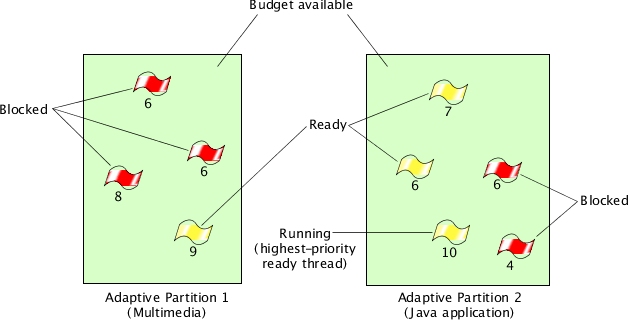 Budget available
Blocked
6
6
8
9
Ready
Running
(highest–priority
ready thread)
7
6
6
10
4
Blocked
Adaptive Partition 1
(Multimedia)
Adaptive Partition 2
(Java application)